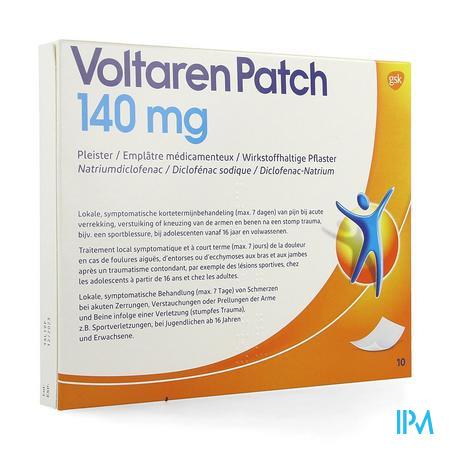 Voltaren Patch
gsk
140 mg
Pleister / Emplâtre médicamenteux / Wirkstoffhaltige Pflaster
Natriumdiclofenac / Diclofénac sodique / Diclofenac-Natrium
Lokale, symptomatische kortetermijnbehandeling (max. 7 dagen) van pijn bij acute
verrekking, verstuiking of kneuzing van de armen en benen na een stomp trauma,
bijv. een sportblessure, bij adolescenten vanaf 16 jaar en volwassenen.
Traitement local symptomatique et à court terme (max. 7 jours) de la douleur
en cas de foulures aiguës, d'entorses ou d'ecchymoses aux bras et aux jambes
après un traumatisme contondant, par exemple des lésions sportives, chez
les adolescents à partir de 16 ans et chez les adultes.
Lokale, symptomatische Behandlung (max. 7 Tage) von Schmerzen
bei akuten Zerrungen, Verstauchungen oder Prellungen der Arme
und Beine infolge einer Verletzung (stumpfes Trauma),
z.B. Sportverletzungen, bei Jugendlichen ab 16 Jahren
und Erwachsene.
10
Lot
EXP.
12/2023
IPM